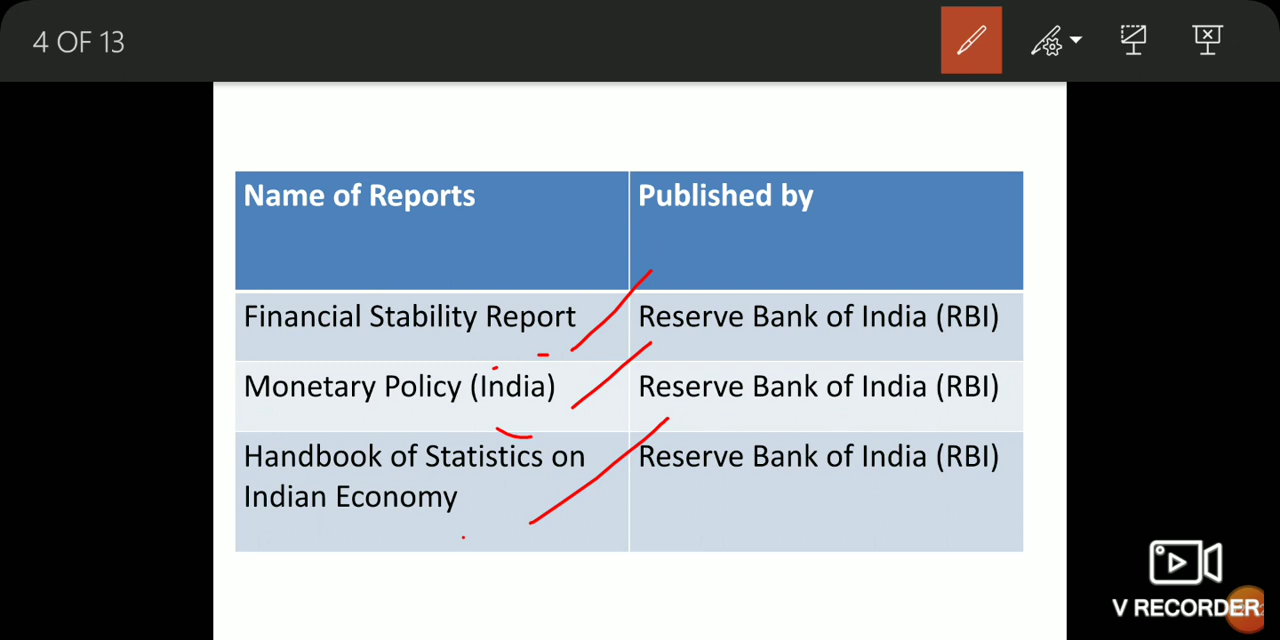 4 OF 13
Name of Reports
Published by
Financial Stability Report
Reserve Bank of India (RBI)
Monetary Policy (India)
Reserve Bank of India (RBI)
Handbook of Statistics on
Indian Economy
Reserve Bank of India (RBI)
V RECORDER